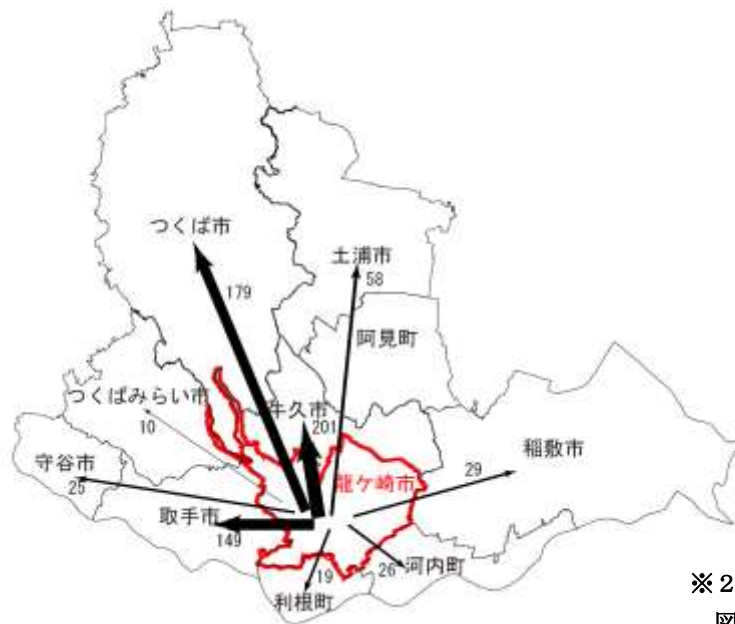 つくば市
土浦市
58
179
阿見町
つくばみらい市
10
牛久市
201
守谷市
25
龍ケ崎市
29
稲敷市
取手市
149
19
利根町
26
河内町
※2
図